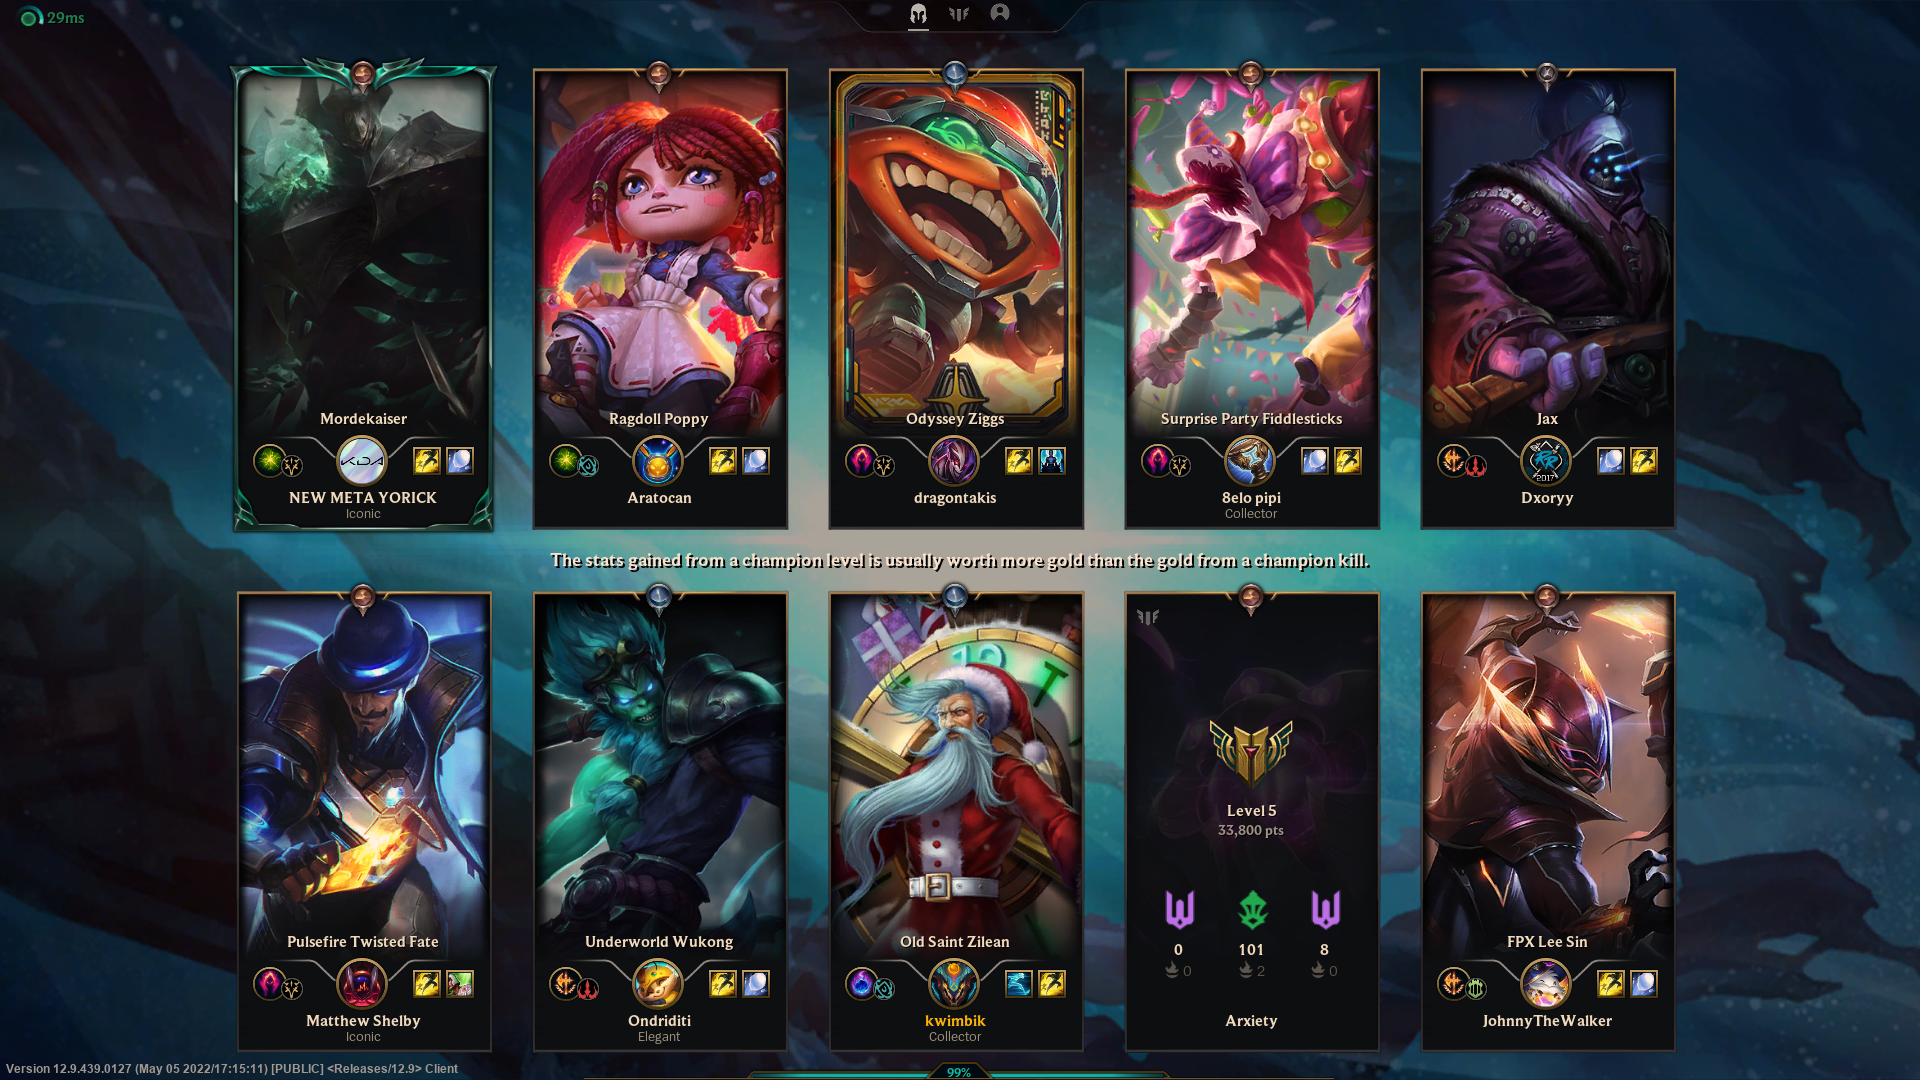 29ms
Mordekaiser
Ragdoll Poppy
Odyssey Ziggs
Surprise Party Fiddlesticks
Jax
KDA
2017
NEW META YORICK
Iconic
Aratocan
dragontakis
8elo pipi
Collector
Dxoryy
The stats gained from a champion level is usually worth more gold than the gold from a champion kill.
Level 5
33,800 pts
0
101
8
0
2
0
Pulsefire Twisted Fate
Underworld Wukong
Old Saint Zilean
FPX Lee Sin
Matthew Shelby
Iconic
Ondriditi
Elegant
kwimbik
Collector
Arxiety
JohnnyTheWalker
Version 12.9.439.0127 (May 05 2022/17:15:11) [PUBLIC] <Releases/12.9> Client
99%